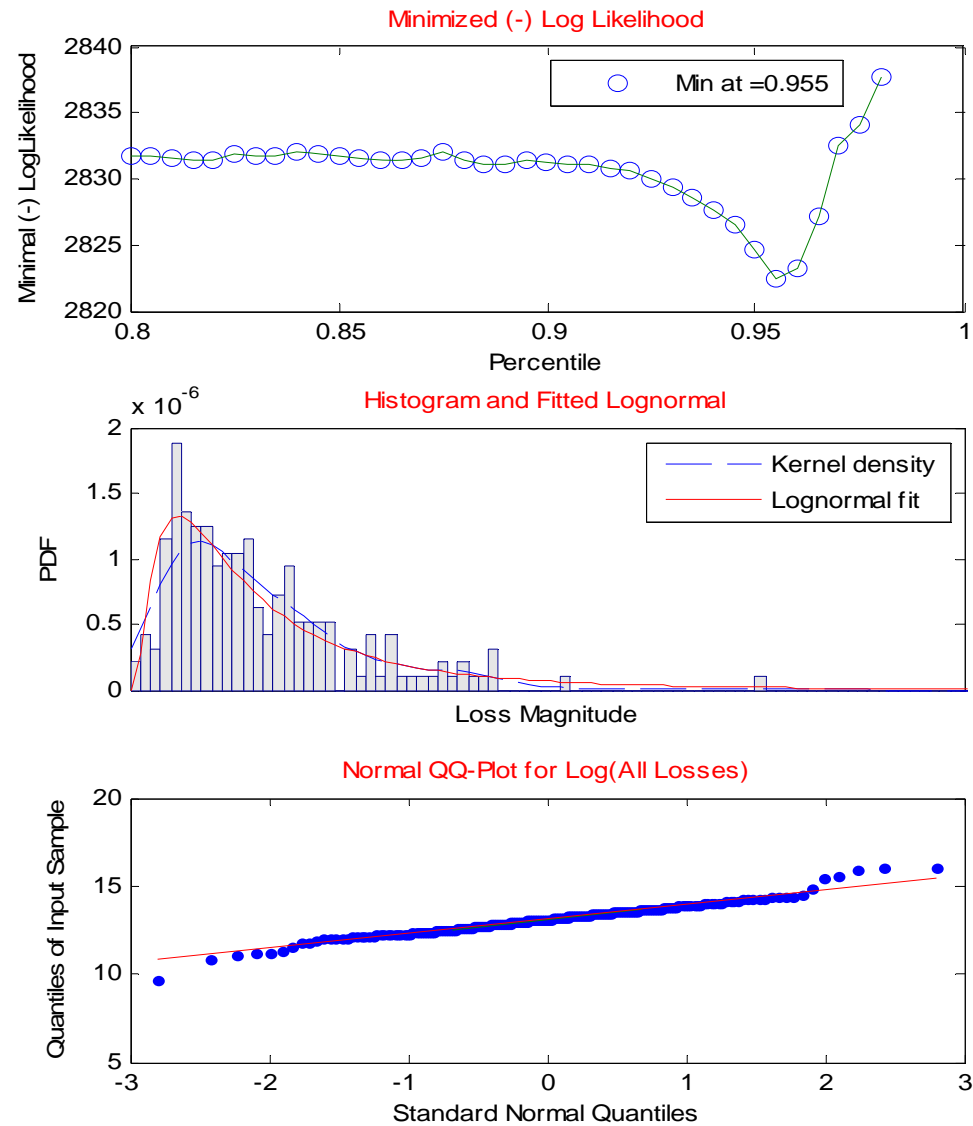 Minimized (-) Log Likelihood
2840
2835
2830
2825
2820
Minimal (-) LogLikelihood
Min at =0.955
0.8
0.85
0.9
0.95
1
Percentile
x 10^-6
Histogram and Fitted Lognormal
2
1.5
1
0.5
0
PDF
Kernel density
Lognormal fit
Loss Magnitude
Normal QQ-Plot for Log(All Losses)
20
15
10
5
Quantiles of Input Sample
-3
-2
-1
0
1
2
3
Standard Normal Quantiles